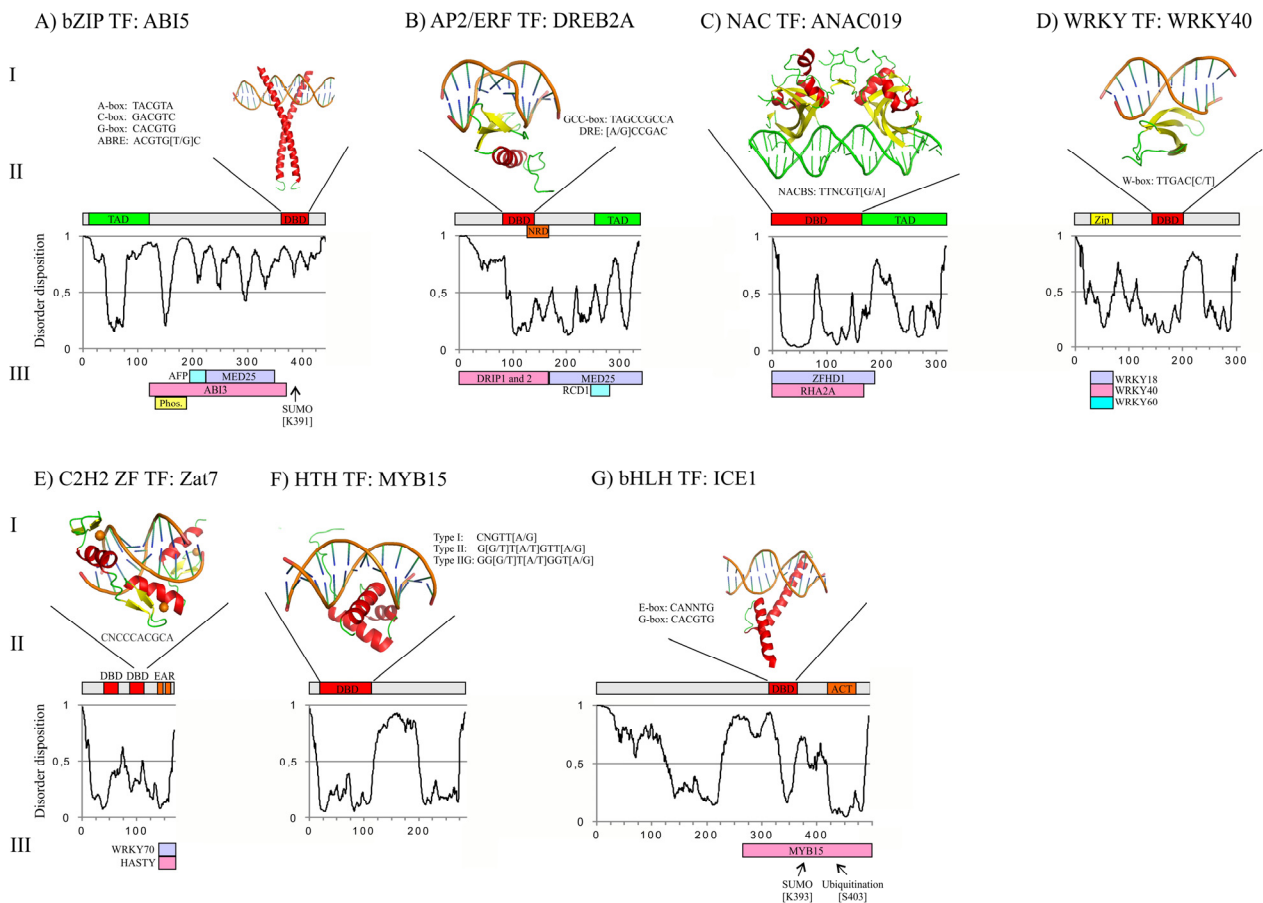 A) bZIP TF: ABI5
B) AP2/ERF TF: DREB2A
C) NAC TF: ANAC019
D) WRKY TF: WRKY40
I
A-box: TACGTA
C-box: GACGTC
G-box: CACGTG
ABRE: ACGTG[T/G]C
GCC-box: TAGCCGCCA
DRE: [A/G]CCGAC
NACBS: TTNCGT[G/A]
W-box: TTGAC[C/T]
II
TAD DBD
DBD TAD
NRD
DBD TAD
Zip DBD
Disorder disposition
1
0,5
0
0 100 200 300 400
1
0,5
0
0 100 200 300
1
0,5
0
0 100 200 300
1
0,5
0
0 100 200 300
III
AFP MED25
ABI3
Phos.
SUMO
[K391]
DRIP1 and 2 MED25
RCD1
ZFHD1
RHA2A
WRKY18
WRKY40
WRKY60
E) C2H2 ZF TF: Zat7
F) HTH TF: MYB15
G) bHLH TF: ICE1
I
CNCCCACGCA
Type I: CNGTT[A/G]
Type II: G[G/T]T[A/T]GTT[A/G]
Type IIG: GG[G/T]T[A/T]GGT[A/G]
E-box: CANNTG
G-box: CACGTG
II
DBD DBD EAR
DBD
DBD ACT
Disorder disposition
1
0,5
0
0 100
1
0,5
0
0 100 200
1
0,5
0
0 100 200 300 400
III
WRKY70
HASTY
MYB15
SUMO
[K393]
Ubiquitination
[S403]